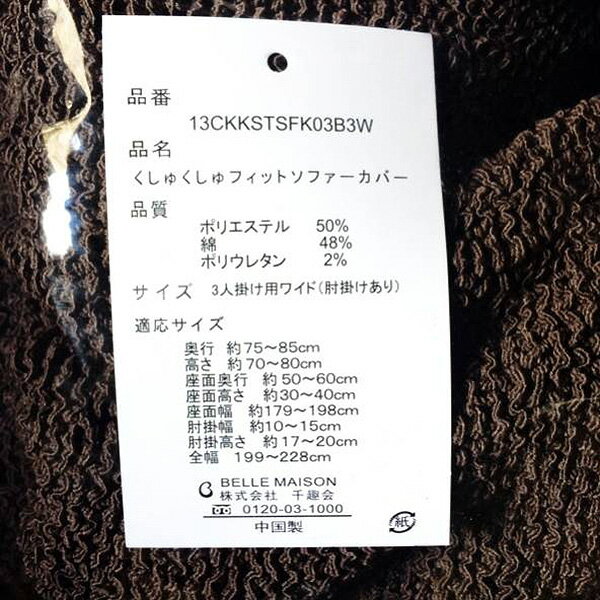 品番
13CKKSTSFK03B3W
品名
くしゅくしゅフィットソファーカバー
品質
ポリエステル 50%
綿 48%
ポリウレタン 2%
サイズ 3人掛け用ワイド(肘掛けあり)
適応サイズ
奥行 約75〜85cm
高さ 約70〜80cm
座面奥行 約50〜60cm
座面高さ 約30〜40cm
座面幅 約179〜198cm
肘掛幅 約10〜15cm
肘掛高さ 約17〜20cm
全幅 199〜228cm
BELLE MAISON
株式会社 千趣会
0120-03-1000
中国製
紙